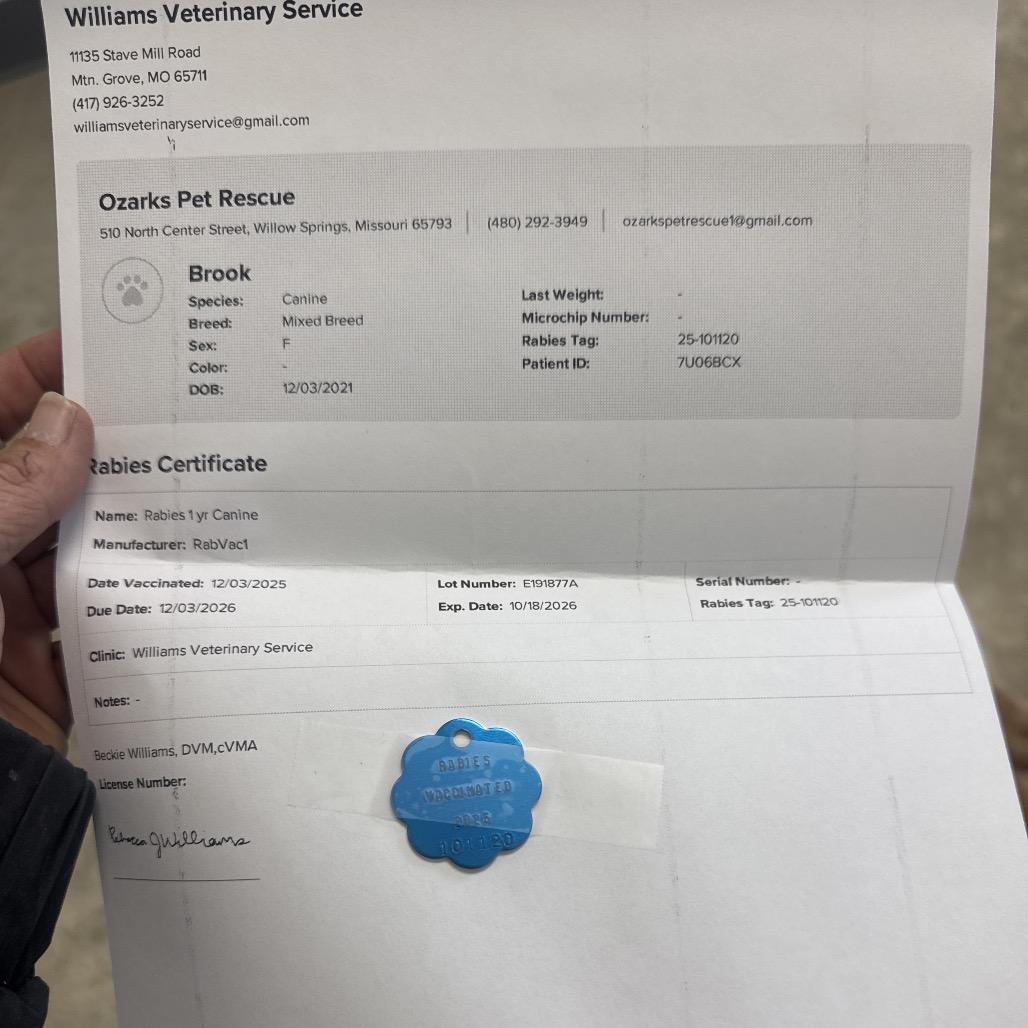 Williams Veterinary Service
11135 Stave Mill Road
Mtn. Grove, MO 65711
(417) 926-3252
williamsveterinaryservice@gmail.com
Ozarks Pet Rescue
510 North Center Street, Willow Springs, Missouri 65793 | (480) 292-3949 | ozarkspetrescue1@gmail.com
Brook
Species: Canine
Breed: Mixed Breed
Sex: F
Color: -
DOB: 12/03/2021
Last Weight: -
Microchip Number: -
Rabies Tag: 25-101120
Patient ID: 7U06BCX
Rabies Certificate
Name: Rabies 1 yr Canine
Manufacturer: RabVac1
Date Vaccinated: 12/03/2025 Lot Number: E191877A Serial Number: -
Due Date: 12/03/2026 Exp. Date: 10/18/2026 Rabies Tag: 25-101120
Clinic: Williams Veterinary Service
Notes: -
Beckie Williams, DVM,cVMA
License Number:
Rebecca J Williams
RABIES
VACCINATED
101120